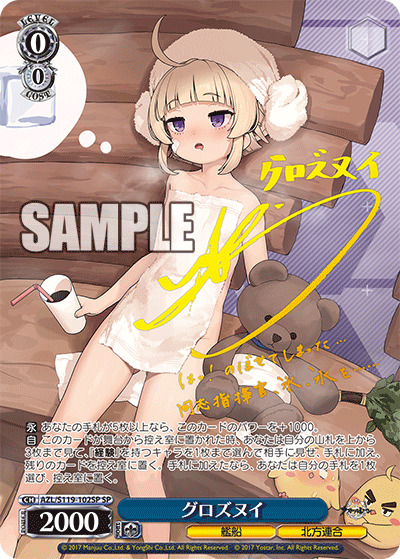 LEVEL
0
0
COST
グロズヌイ
SAMPLE
はぅ!のぼせてしまった…
同志指揮官、氷、氷を……
永 あなたの手札が5枚以上なら、このカードのパワーを+1000。
自 このカードが舞台から控え室に置かれた時、あなたは自分の山札を上から
3枚まで見て、『経験』を持つキャラを1枚まで選んで相手に見せ、手札に加え、
残りのカードを控え室に置く。手札に加えたなら、あなたは自分の手札を1枚
選び、控え室に置く。
CH AZL/S119-102SP SP
グロズヌイ
2000
艦船
北方連合
© 2017 Manjuu Co.,Ltd. & YongShi Co.,Ltd. All Rights Reserved. © 2017 Yostar, Inc. All Rights Reserved.